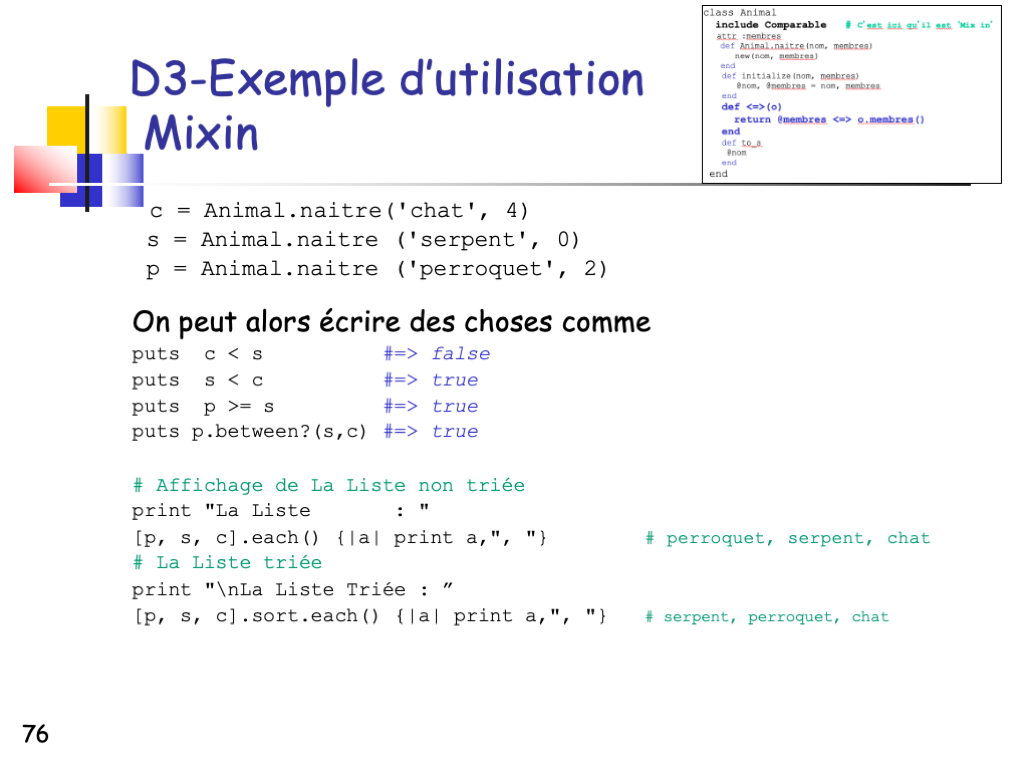 class Animal
include Comparable # C'est ici qu'il est 'Mix in'
attr :membres
def Animal.naitre(nom, membres)
new(nom, membres)
end
def initialize(nom, membres)
@nom, @membres = nom, membres
end
def <=>(o)
return @membres <=> o.membres()
end
def to_s
@nom
end
end
D3-Exemple d’utilisation
Mixin
c = Animal.naitre('chat', 4)
s = Animal.naitre ('serpent', 0)
p = Animal.naitre ('perroquet', 2)
On peut alors écrire des choses comme
puts c < s #=> false
puts s < c #=> true
puts p >= s #=> true
puts p.between?(s,c) #=> true
# Affichage de La Liste non triée
print "La Liste : "
[p, s, c].each() {|a| print a,", "} # perroquet, serpent, chat
# La Liste triée
print "\nLa Liste Triée : ”
[p, s, c].sort.each() {|a| print a,", "} # serpent, perroquet, chat
76